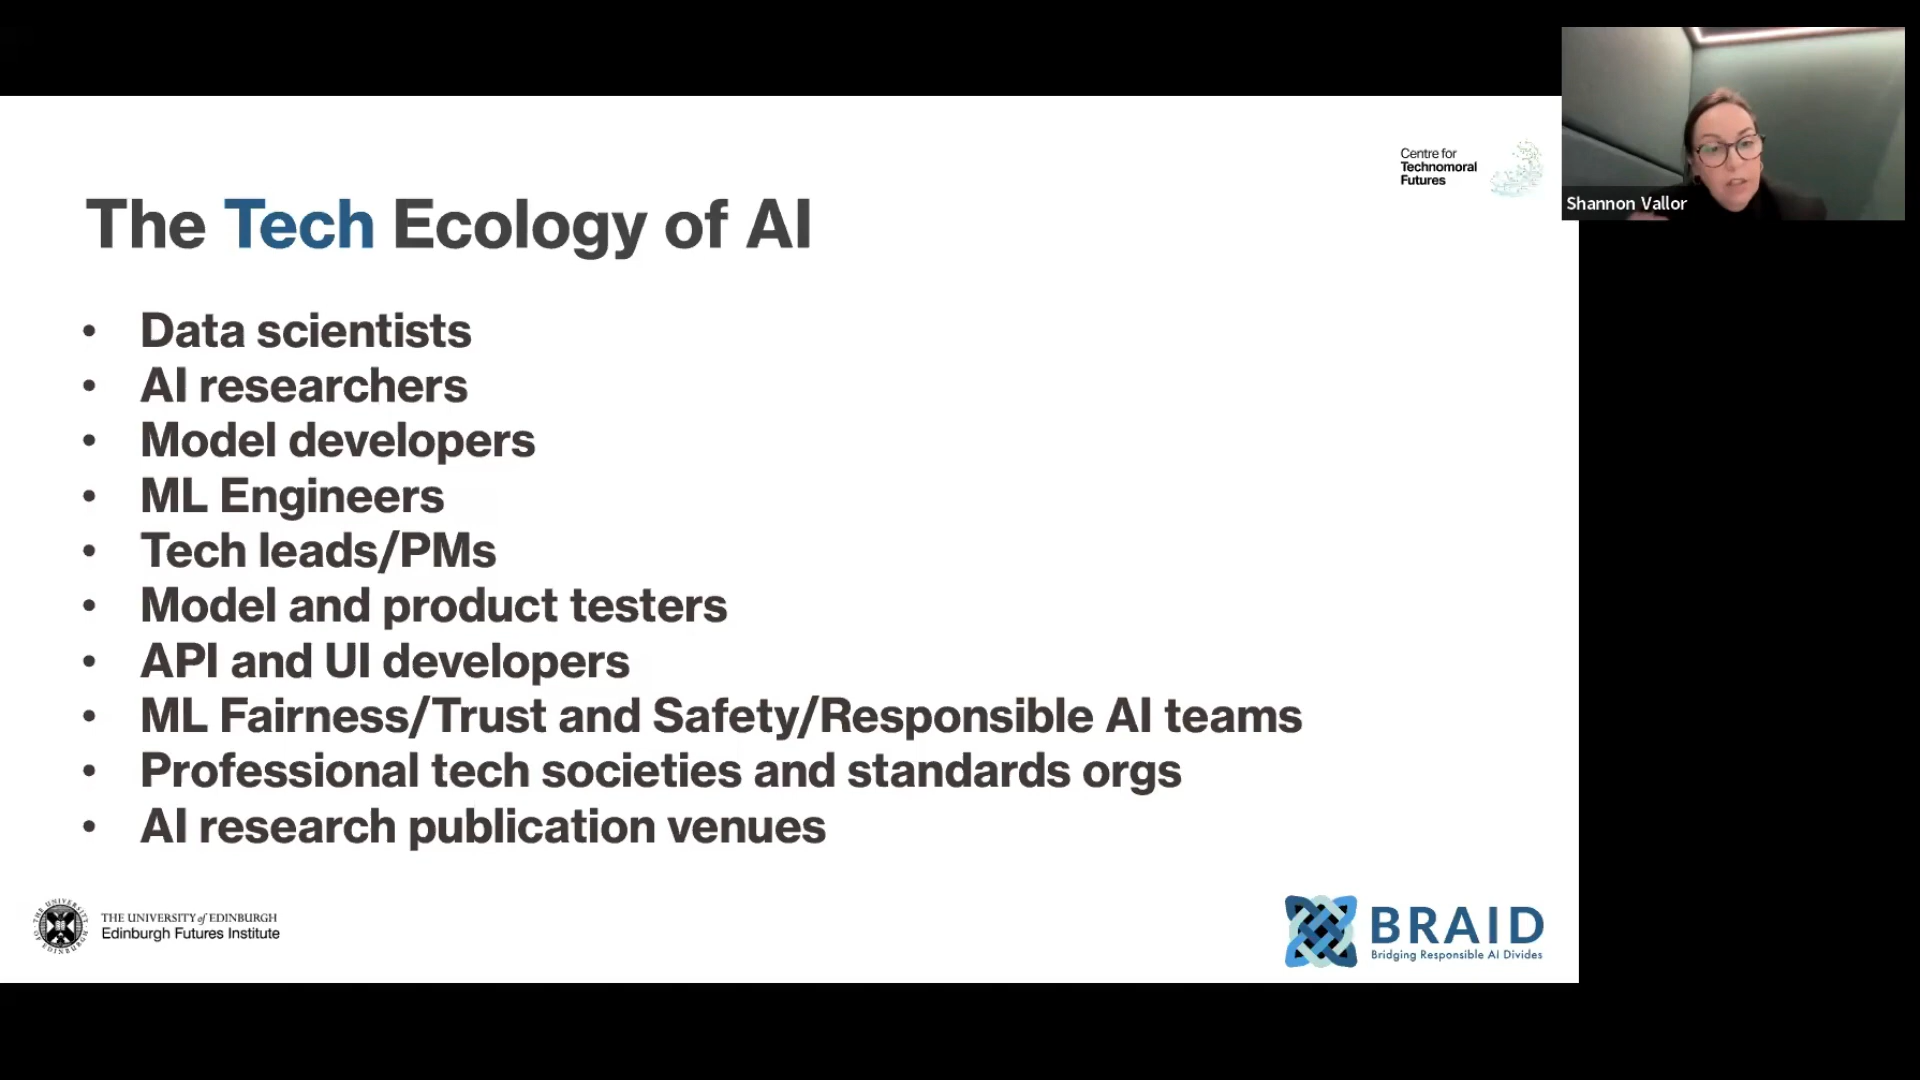 Centre for
Technomoral
Futures
Shannon Vallor
The Tech Ecology of AI
• Data scientists
• AI researchers
• Model developers
• ML Engineers
• Tech leads/PMs
• Model and product testers
• API and UI developers
• ML Fairness/Trust and Safety/Responsible AI teams
• Professional tech societies and standards orgs
• AI research publication venues
THE UNIVERSITY of EDINBURGH
Edinburgh Futures Institute
BRAID
Bridging Responsible AI Divides